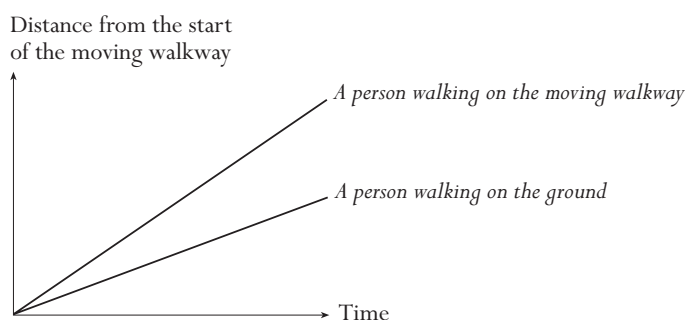 Distance from the start
of the moving walkway
A person walking on the moving walkway
A person walking on the ground
Time